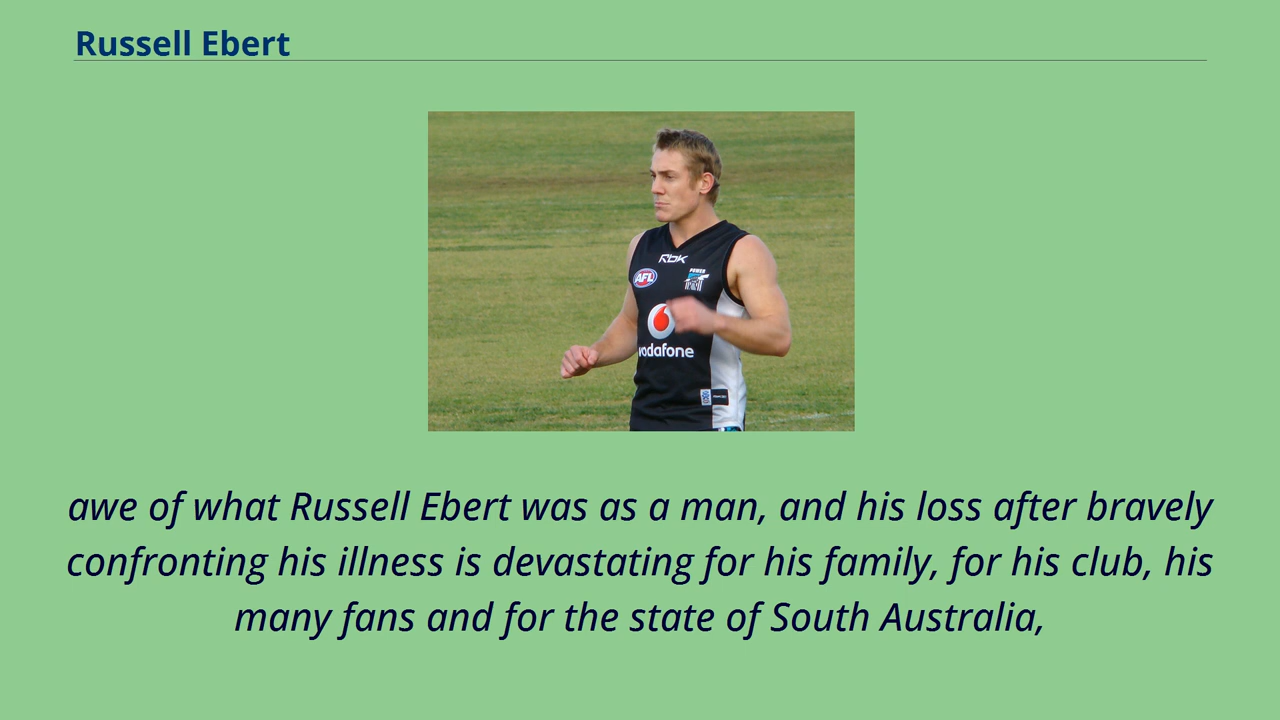 Russell Ebert
RBK
AFL
POWER
vodafone
awe of what Russell Ebert was as a man, and his loss after bravely
confronting his illness is devastating for his family, for his club, his
many fans and for the state of South Australia,